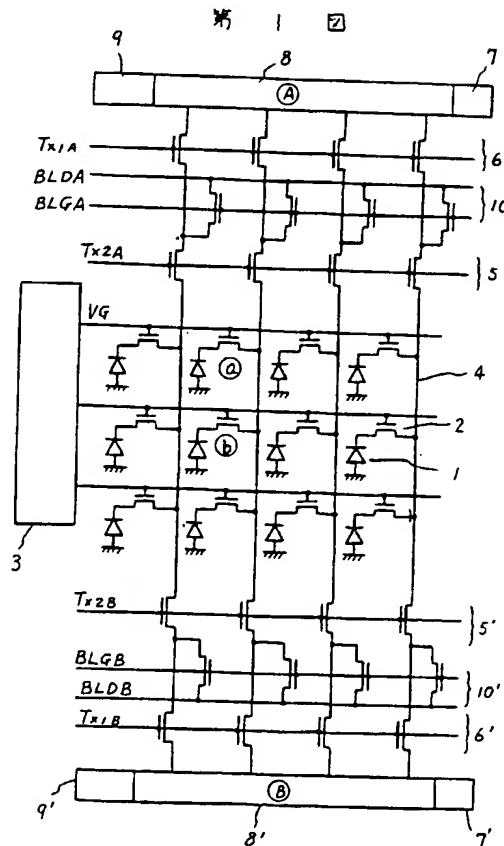 第 1 図
9 8 7
A
Tx1A 6
BLDA
10
BLGA
Tx2A 5
VG
a
4
2
b
1
3
Tx2B 5'
BLGB
10'
BLDB
Tx1B 6'
B
9' 8' 7'